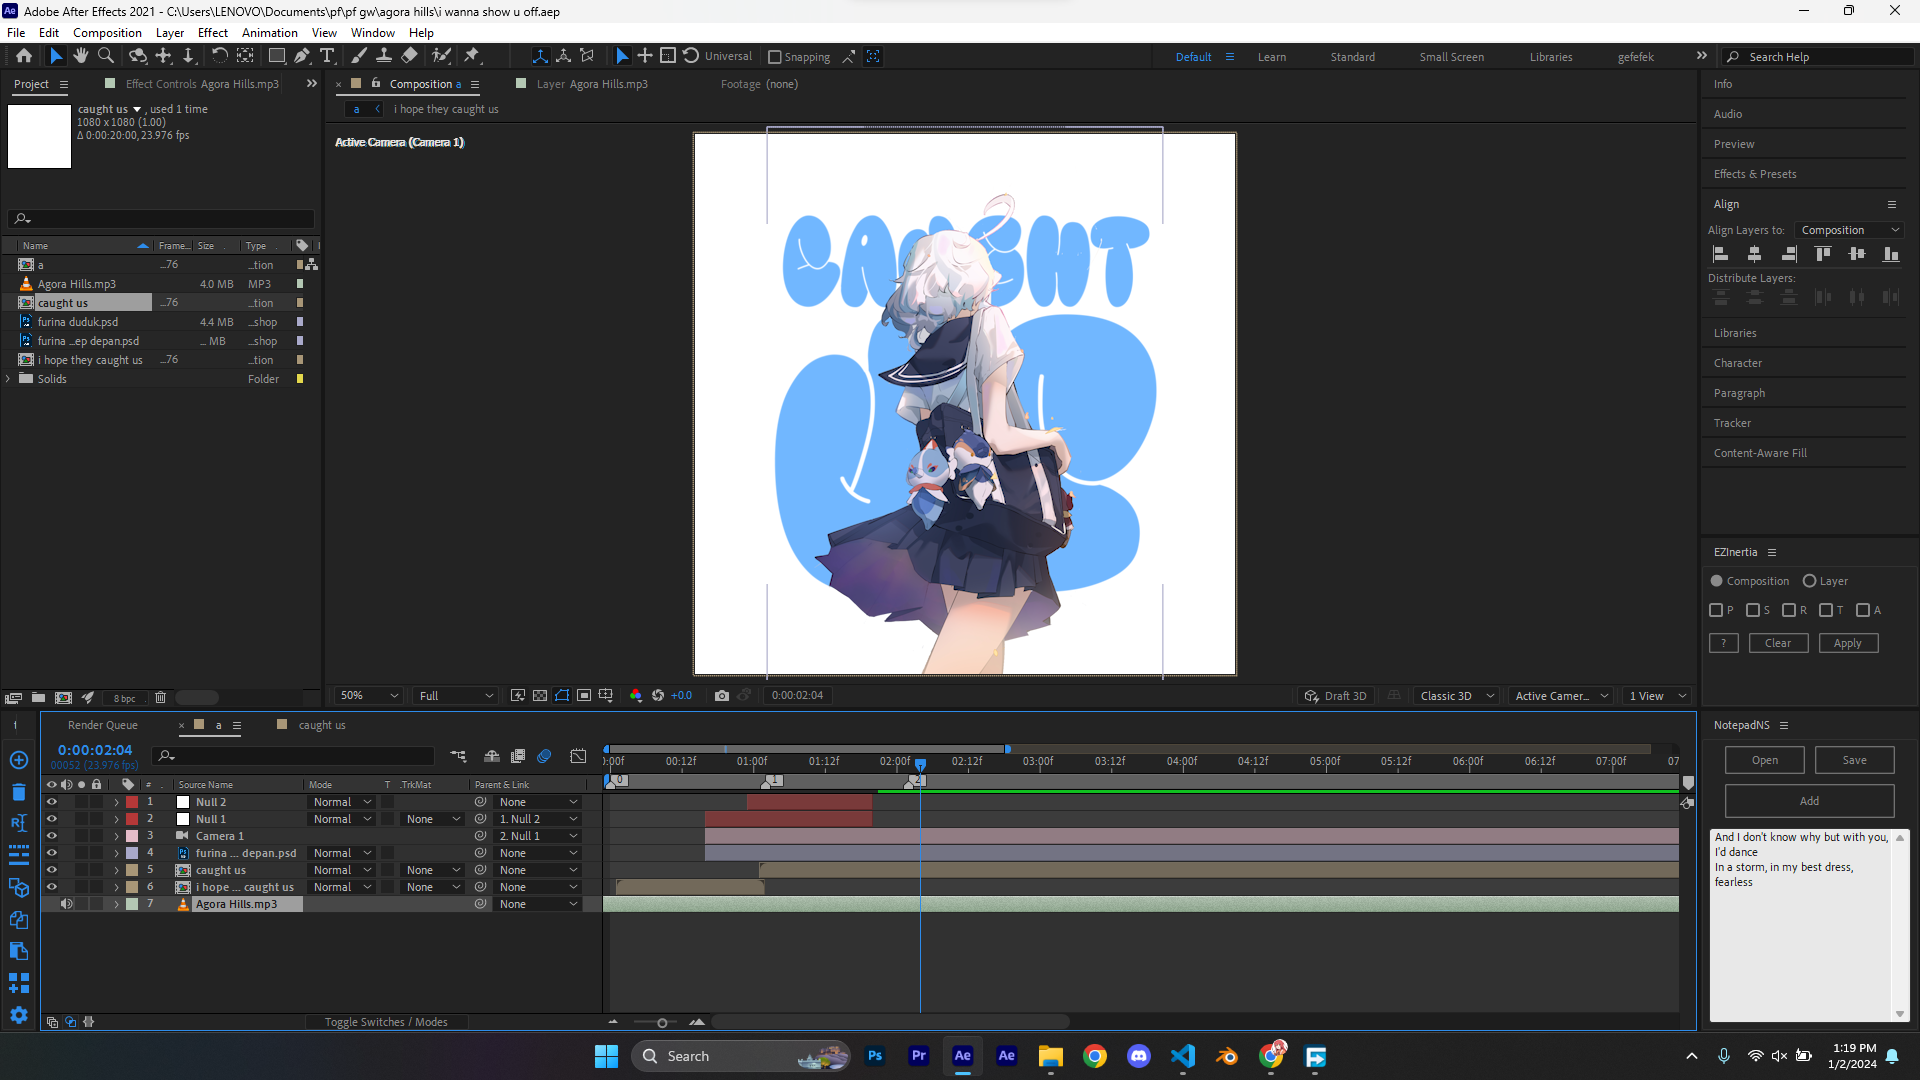 Adobe After Effects 2021 - C:\Users\LENOVO\Documents\pf\pf gw\agora hills\i wanna show u off.aep
File Edit Composition Layer Effect Animation View Window Help
Universal Snapping Default Learn Standard Small Screen Libraries gefefek Search Help
Project Effect Controls Agora Hills.mp3 Composition a Layer Agora Hills.mp3 Footage (none)
a i hope they caught us
caught us , used 1 time
1080 x 1080 (1.00)
Δ 0:00:20:00, 23.976 fps
Active Camera (Camera 1)
CAUGHT
US
Name Frame... Size Type
a ...76 ...tion
Agora Hills.mp3 4.0 MB MP3
caught us ...76 ...tion
furina duduk.psd 4.4 MB ...shop
furina ...ep depan.psd ... MB ...shop
i hope they caught us ...76 ...tion
Solids Folder
8 bpc
50% Full +0.0 0:00:02:04 Draft 3D Classic 3D Active Camer... 1 View
Info
Audio
Preview
Effects & Presets
Align
Align Layers to: Composition
Distribute Layers:
Libraries
Character
Paragraph
Tracker
Content-Aware Fill
EZInertia
Composition Layer
P S R T A
? Clear Apply
NotepadNS
Open Save
Add
And I don't know why but with you,
I'd dance
In a storm, in my best dress,
fearless
Render Queue a caught us
0:00:02:04
00052 (23.976 fps)
# Source Name Mode T .TrkMat Parent & Link
:00f 00:12f 01:00f 01:12f 02:00f 02:12f 03:00f 03:12f 04:00f 04:12f 05:00f 05:12f 06:00f 06:12f 07:00f 07
0 1 2
1 Null 2 Normal None
2 Null 1 Normal None 1. Null 2
3 Camera 1 2. Null 1
4 furina ... depan.psd Normal None
5 caught us Normal None None
6 i hope ... caught us Normal None None
7 Agora Hills.mp3 None
Toggle Switches / Modes
Search Ps Pr Ae Ae
1:19 PM
1/2/2024